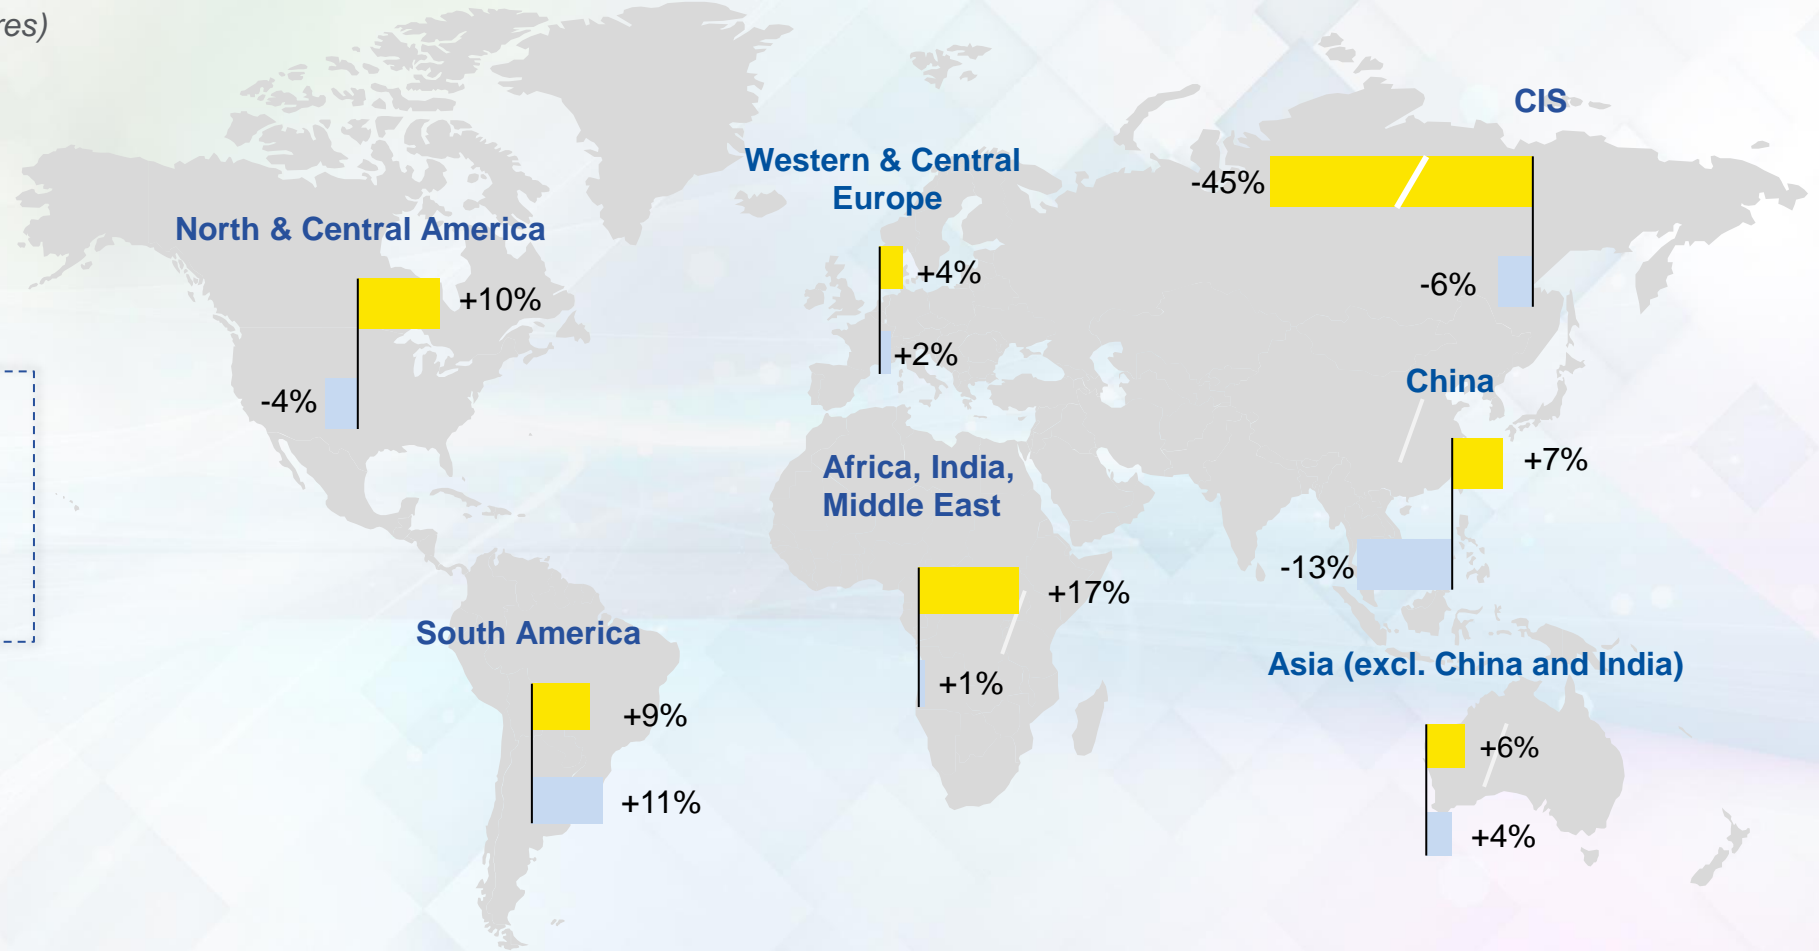 res)
CIS
-45%
-6%
Western & Central
Europe
+4%
+2%
North & Central America
+10%
-4%
China
+7%
-13%
Africa, India,
Middle East
+17%
+1%
South America
+9%
+11%
Asia (excl. China and India)
+6%
+4%